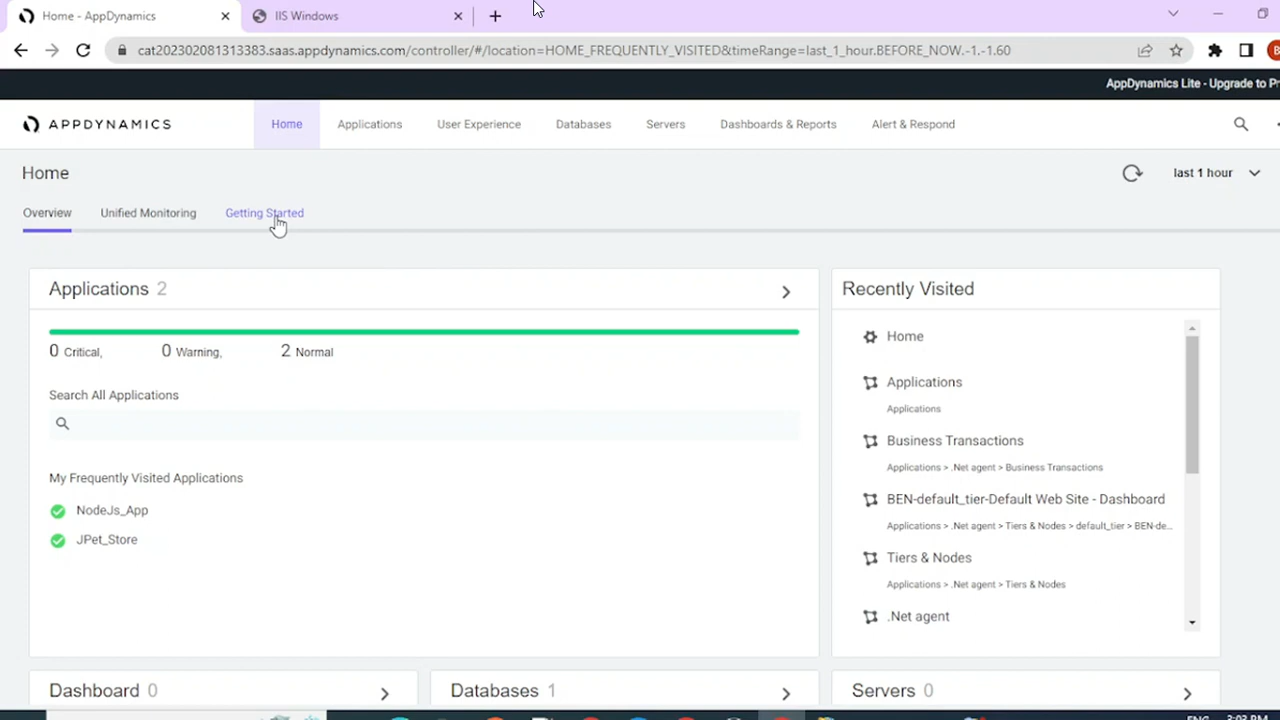 Home - AppDynamics
IIS Windows
cat202302081313383.saas.appdynamics.com/controller/#/location=HOME_FREQUENTLY_VISITED&timeRange=last_1_hour.BEFORE_NOW.-1.-1.60
AppDynamics Lite - Upgrade to Pr
APPDYNAMICS
Home
Applications
User Experience
Databases
Servers
Dashboards & Reports
Alert & Respond
Home
last 1 hour
Overview
Unified Monitoring
Getting Started
Applications 2
0 Critical,
0 Warning,
2 Normal
Search All Applications
My Frequently Visited Applications
NodeJs_App
JPet_Store
Recently Visited
Home
Applications
Applications
Business Transactions
Applications > .Net agent > Business Transactions
BEN-default_tier-Default Web Site - Dashboard
Applications > .Net agent > Tiers & Nodes > default_tier > BEN-de...
Tiers & Nodes
Applications > .Net agent > Tiers & Nodes
.Net agent
Dashboard 0
Databases 1
Servers 0
ENG
3:03 PM